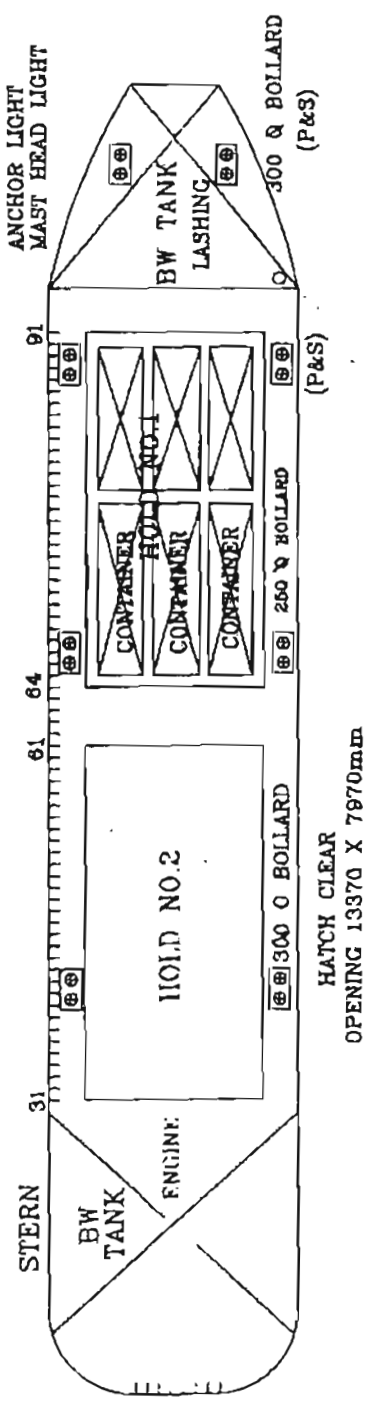 ANCHOR LIGHT
MAST HEAD LIGHT
STERN
31
61
64
91
BW
TANK
ENGINE
HOLD NO.2
HOLD NO.1
CONTAINER
CONTAINER
CONTAINER
BW TANK
LASHING
300 O BOLLARD
250 Q BOLLARD
(P&S)
300 Q BOLLARD
(P&S)
HATCH CLEAR
OPENING 13370 X 7970mm